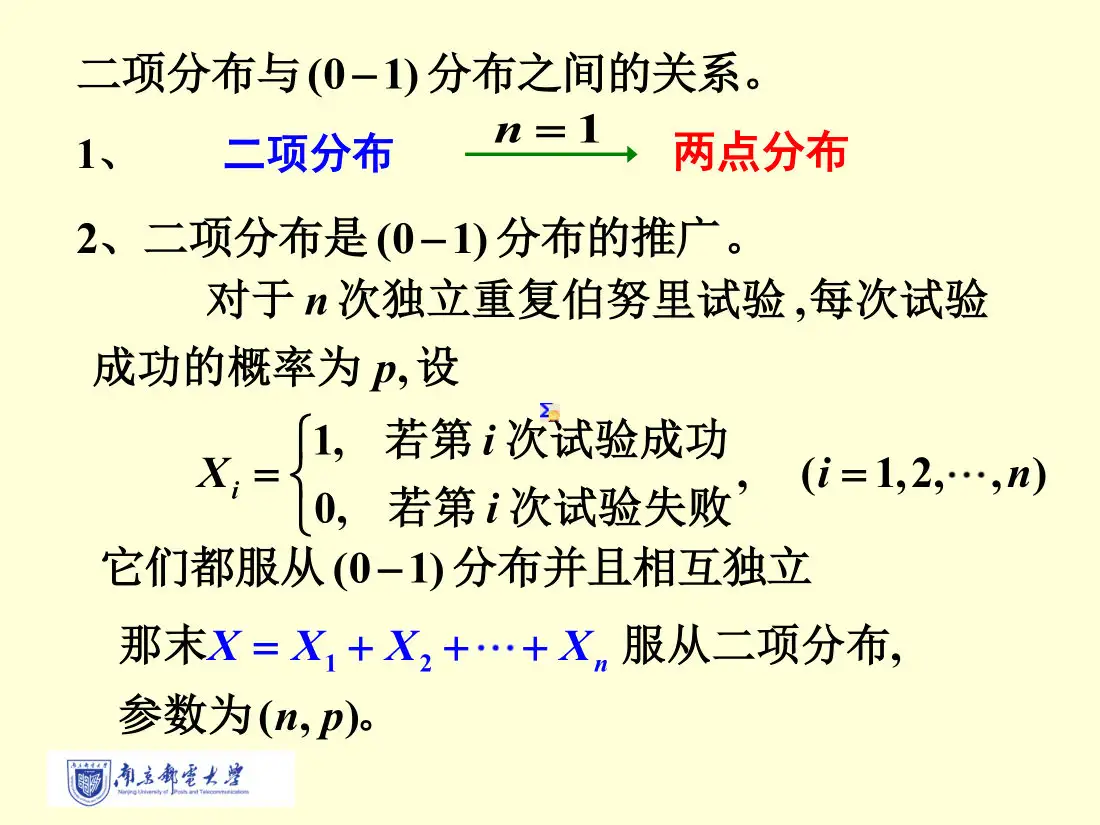 二项分布与(0－1)分布之间的关系。
1、 二项分布 n = 1 两点分布
2、二项分布是(0－1)分布的推广。
对于 n 次独立重复伯努里试验,每次试验
成功的概率为 p,设
1, 若第 i 次试验成功
X_i = { , (i = 1,2,⋯,n)
0, 若第 i 次试验失败
它们都服从(0－1)分布并且相互独立
那末X = X_1 + X_2 + ⋯ + X_n 服从二项分布,
参数为(n, p)。
南京邮电大学
Nanjing University of Posts and Telecommunications